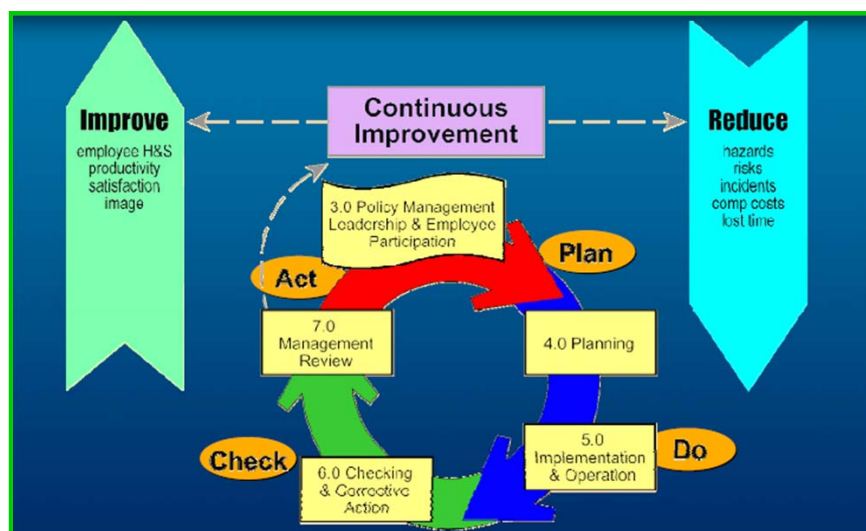 Continuous
Improvement
Improve
employee H&S
productivity
satisfaction
image
Reduce
hazards
risks
incidents
comp costs
lost time
3.0 Policy Management
Leadership & Employee
Participation
Plan
Act
7.0
Management
Review
4.0 Planning
5.0
Implementation
& Operation
Do
Check
6.0 Checking
& Corrective
Action